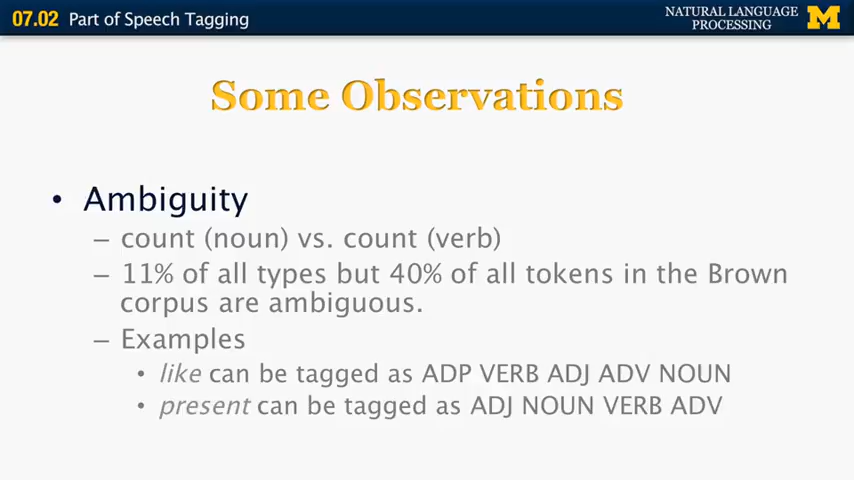 07.02 Part of Speech Tagging
NATURAL LANGUAGE
PROCESSING
M
Some Observations
• Ambiguity
– count (noun) vs. count (verb)
– 11% of all types but 40% of all tokens in the Brown
corpus are ambiguous.
– Examples
• like can be tagged as ADP VERB ADJ ADV NOUN
• present can be tagged as ADJ NOUN VERB ADV